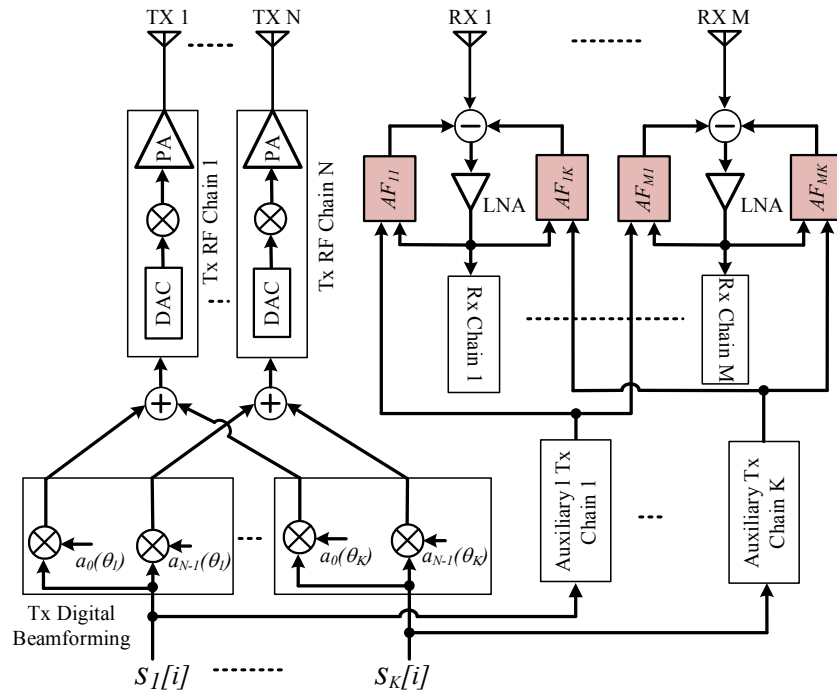 TX 1
TX N
RX 1
RX M
PA
DAC
Tx RF Chain 1
PA
DAC
Tx RF Chain N
AF11
AF1K
LNA
Rx Chain 1
AFM1
AFMK
LNA
Rx Chain M
Auxiliary l Tx
Chain 1
Auxiliary Tx
Chain K
a0(θ1)
aN-1(θ1)
a0(θK)
aN-1(θK)
Tx Digital
Beamforming
S1[i]
SK[i]